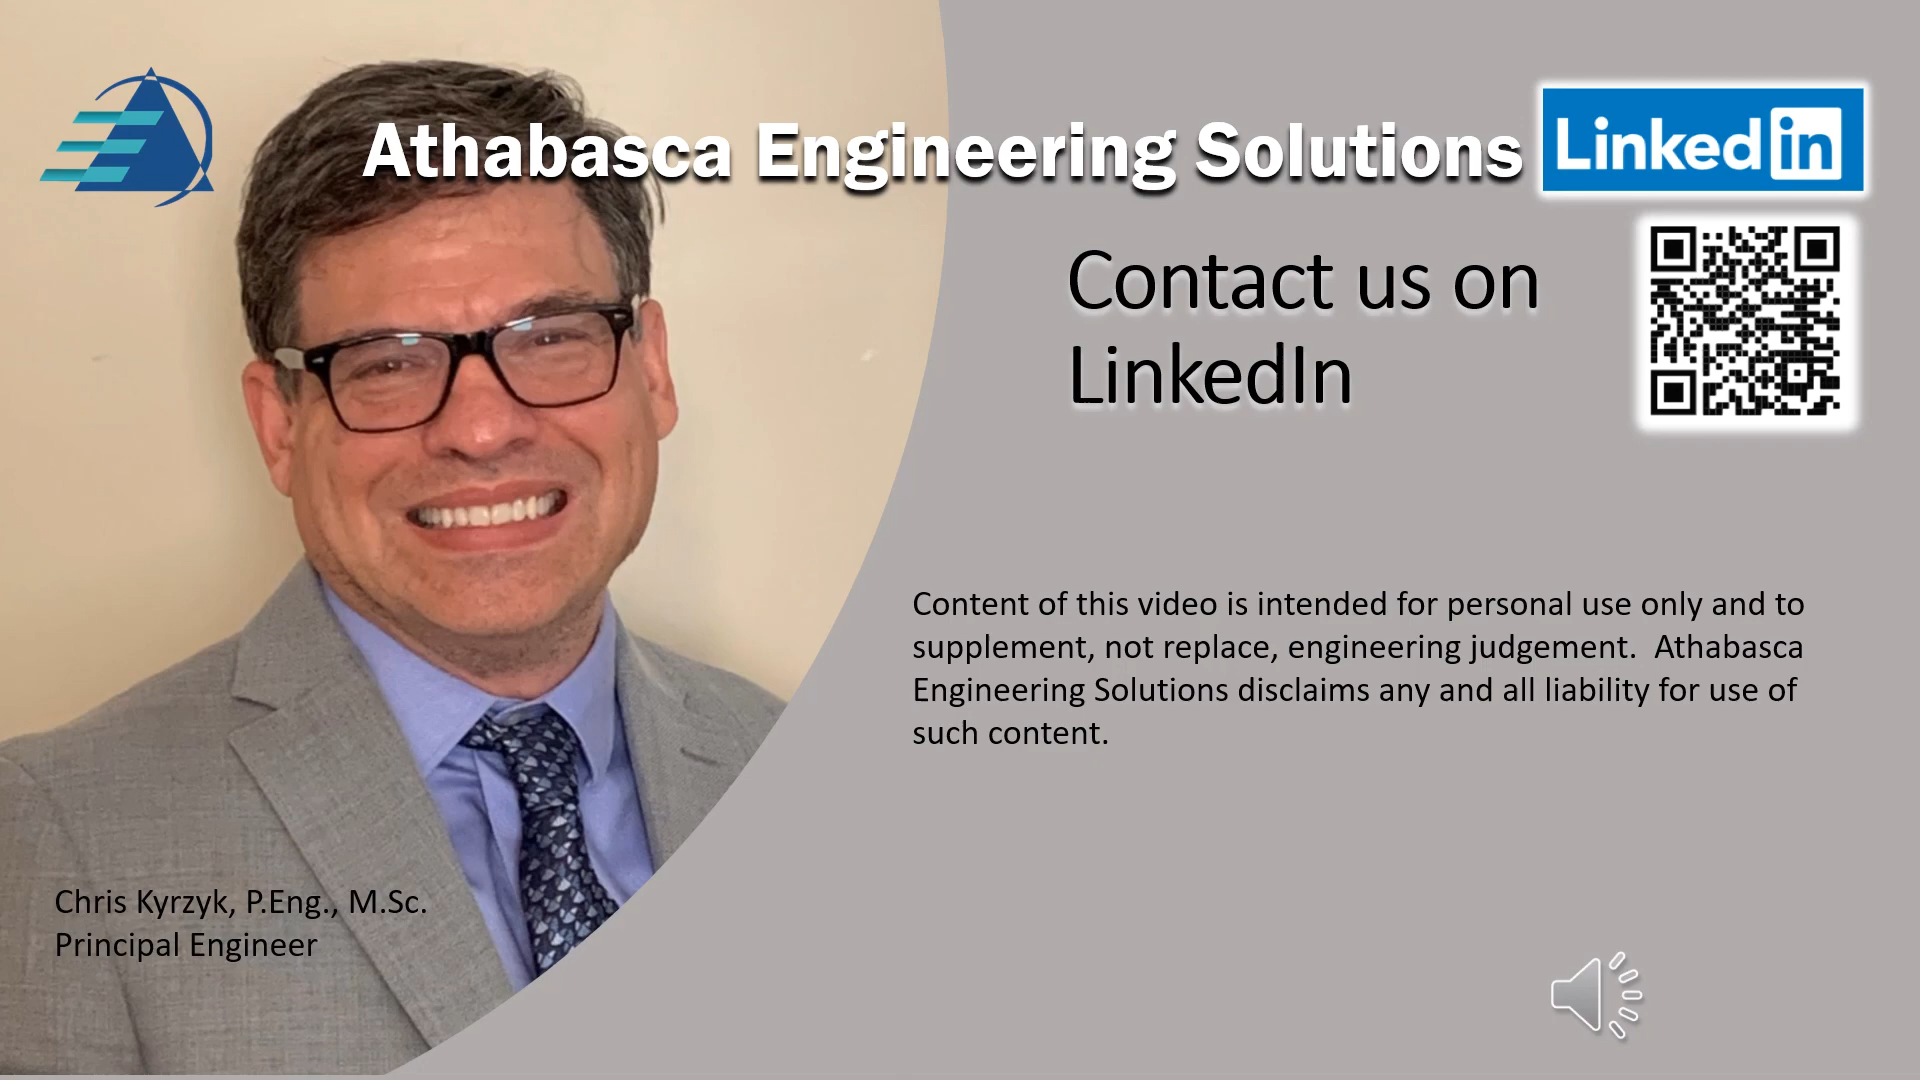 Athabasca Engineering Solutions
Linked in
Contact us on
LinkedIn
Content of this video is intended for personal use only and to
supplement, not replace, engineering judgement.  Athabasca
Engineering Solutions disclaims any and all liability for use of
such content.
Chris Kyrzyk, P.Eng., M.Sc.
Principal Engineer